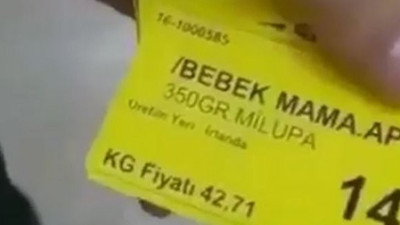 16-1000585
/BEBEK MAMA.AP
350GR.MİLUPA
Üretim Yeri : İrlanda
KG Fiyatı 42,71
14